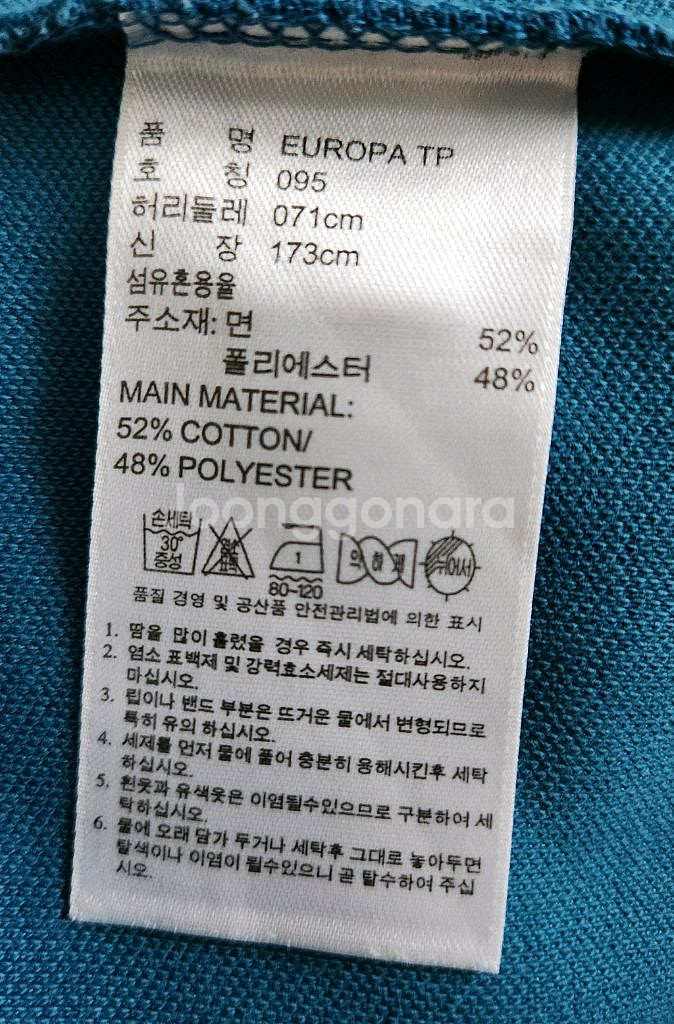 품 명 EUROPA TP
호 칭 095
허리둘레 071cm
신 장 173cm
섬유혼용율
주소재: 면 52%
폴리에스터 48%
MAIN MATERIAL:
52% COTTON/
48% POLYESTER
joonggonara
손세탁
30°
중성
염소
표백
1
80-120
약하게
뉘어서
품질 경영 및 공산품 안전관리법에 의한 표시
1. 땀을 많이 흘렸을 경우 즉시 세탁하십시오.
2. 염소 표백제 및 강력효소세제는 절대사용하지
마십시오.
3. 립이나 밴드 부분은 뜨거운 물에서 변형되므로
특히 유의 하십시오.
4. 세제를 먼저 물에 풀어 충분히 용해시킨후 세탁
하십시오.
5. 흰옷과 유색옷은 이염될수있으므로 구분하여 세
탁하십시오.
6. 물에 오래 담가 두거나 세탁후 그대로 놓아두면
탈색이나 이염이 될수있으니 곧 탈수하여 주십
시오.